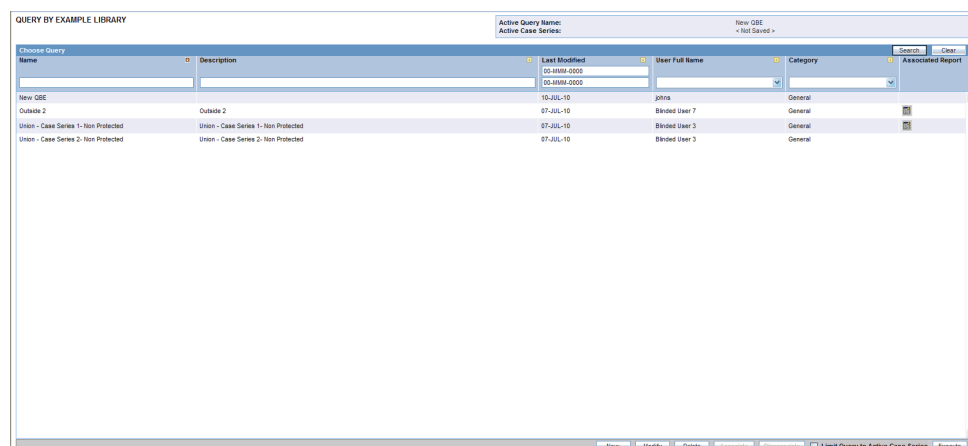 QUERY BY EXAMPLE LIBRARY
Active Query Name: New QBE
Active Case Series: < Not Saved >
Choose Query Search Clear
Name Description Last Modified User Full Name Category Associated Report
00-MMM-0000
00-MMM-0000
New QBE 10-JUL-10 johns General
Outside 2 Outside 2 07-JUL-10 Blinded User 7 General
Union - Case Series 1- Non Protected Union - Case Series 1- Non Protected 07-JUL-10 Blinded User 3 General
Union - Case Series 2- Non Protected Union - Case Series 2- Non Protected 07-JUL-10 Blinded User 3 General
New Modify Delete Limit Query to Active Case Series Execute